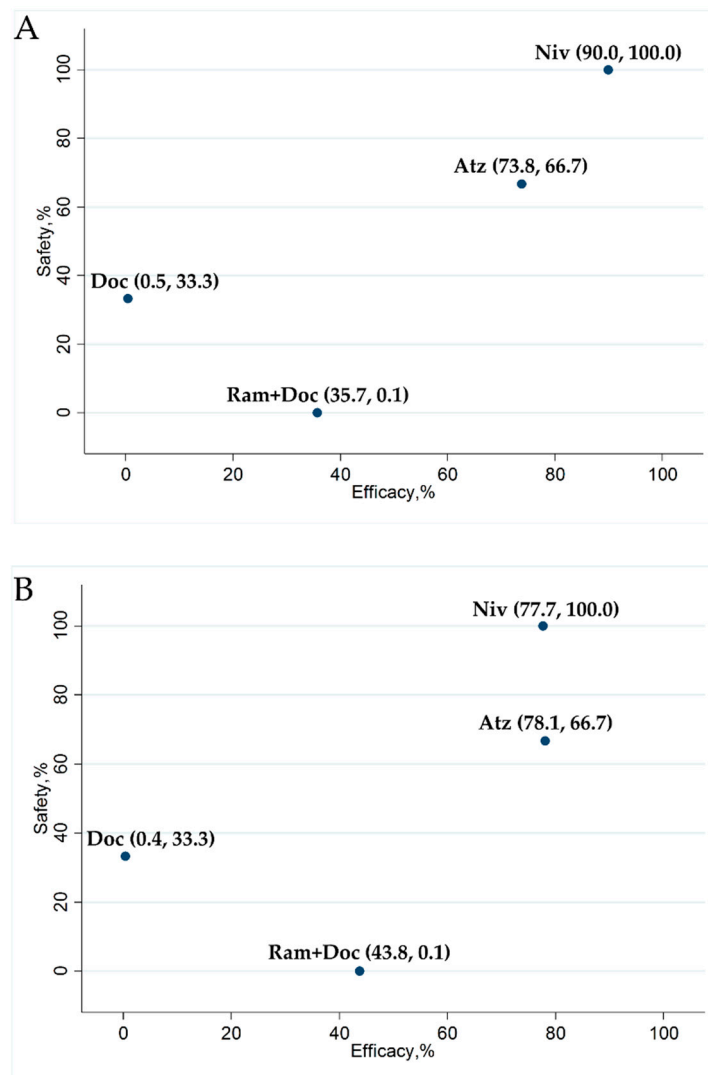 A
Niv (90.0, 100.0)
Atz (73.8, 66.7)
Doc (0.5, 33.3)
Ram+Doc (35.7, 0.1)
Safety,%
100
80
60
40
20
0
0 20 40 60 80 100
Efficacy,%
B
Niv (77.7, 100.0)
Atz (78.1, 66.7)
Doc (0.4, 33.3)
Ram+Doc (43.8, 0.1)
Safety,%
100
80
60
40
20
0
0 20 40 60 80 100
Efficacy,%